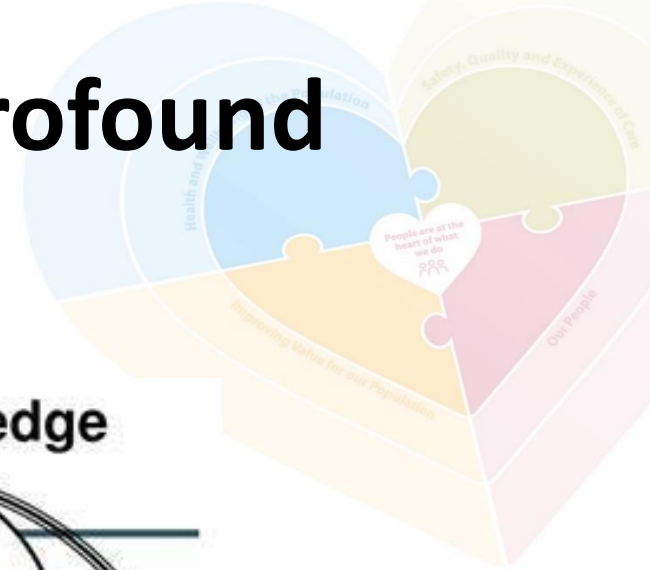 rofound
Health and Wellbeing of the Population
Safety, Quality and Experience of Care
People are at the
heart of what
we do
Improving Value for our Population
Our People
edge